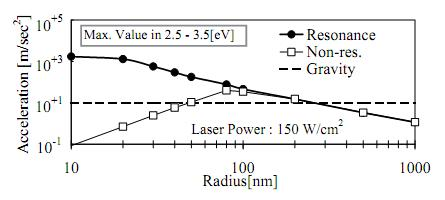 10+5
Max. Value in 2.5 - 3.5[eV]
Resonance
Non-res.
Gravity
10+3
10+1
10-1
Acceleration [m/sec2]
Laser Power : 150 W/cm2
10
100
1000
Radius[nm]